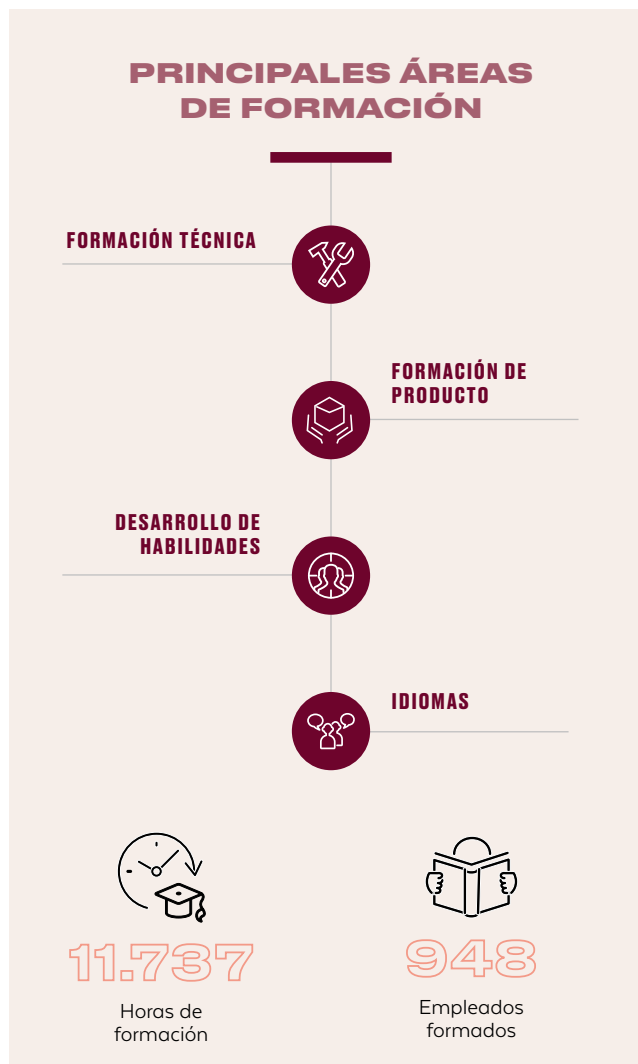 PRINCIPALES ÁREAS
DE FORMACIÓN
FORMACIÓN TÉCNICA
FORMACIÓN DE
PRODUCTO
DESARROLLO DE
HABILIDADES
IDIOMAS
11.737
Horas de
formación
948
Empleados
formados